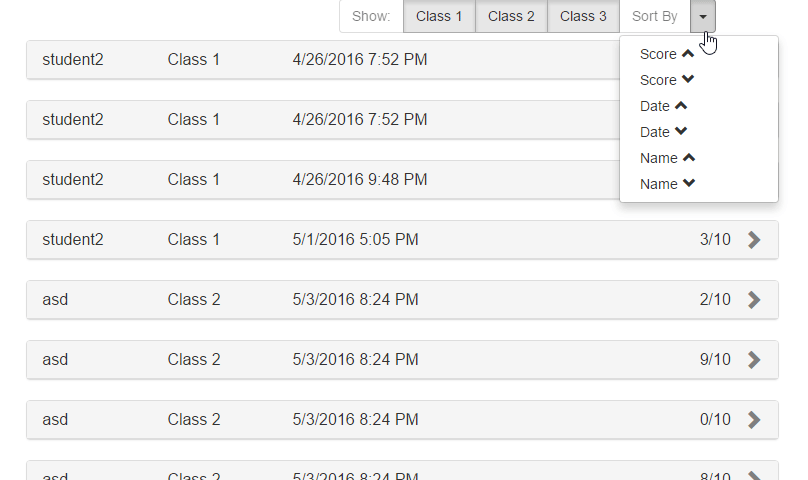 Show: Class 1 Class 2 Class 3 Sort By
Score
Score
Date
Date
Name
Name
student2 Class 1 4/26/2016 7:52 PM
student2 Class 1 4/26/2016 7:52 PM
student2 Class 1 4/26/2016 9:48 PM
student2 Class 1 5/1/2016 5:05 PM 3/10
asd Class 2 5/3/2016 8:24 PM 2/10
asd Class 2 5/3/2016 8:24 PM 9/10
asd Class 2 5/3/2016 8:24 PM 0/10
asd Class 2 5/3/2016 8:24 PM 8/10